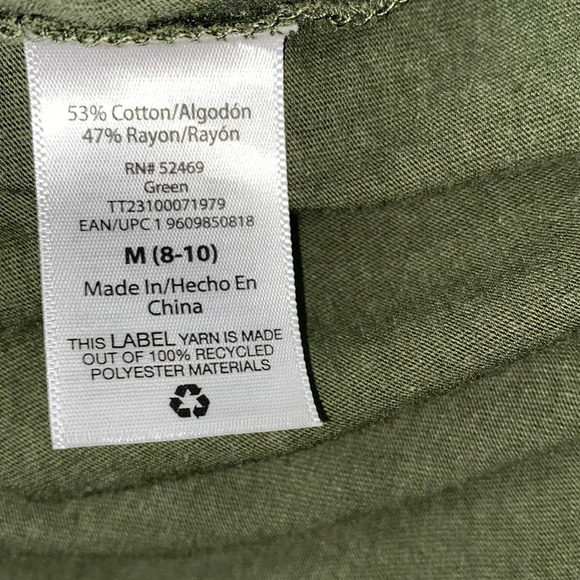 53% Cotton/Algodón
47% Rayon/Rayón
RN# 52469
Green
TT23100071979
EAN/UPC 1 9609850818
M (8-10)
Made In/Hecho En
China
THIS LABEL YARN IS MADE
OUT OF 100% RECYCLED
POLYESTER MATERIALS